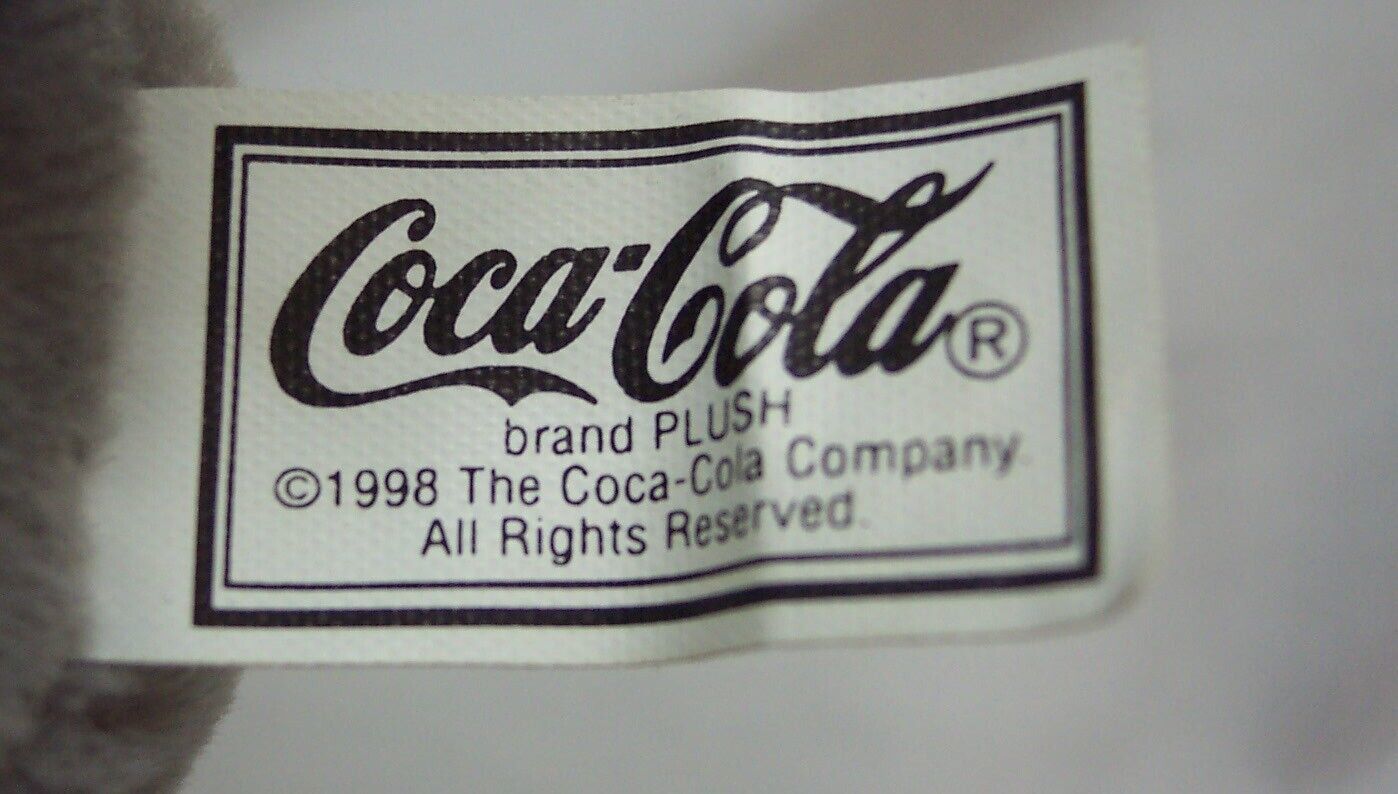 Coca-Cola®
brand PLUSH
©1998 The Coca-Cola Company.
All Rights Reserved.